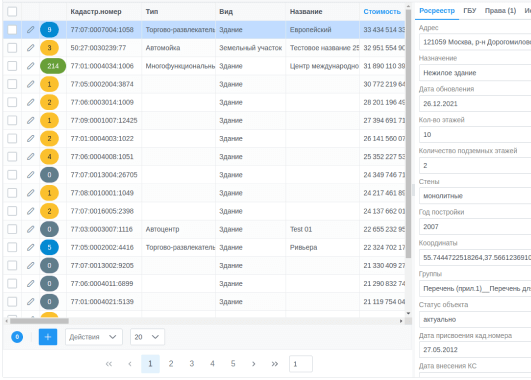 Кадастр.номер Тип Вид Название Стоимость
9 77:07:0007004:1058 Торгово-развлекатель Здание Европейский 33 434 514 33
3 50:27:0030239:77 Автомойка Земельный участок Тестовое название 25 32 951 554 90
214 77:01:0004034:1006 Многофункциональнь Здание Центр международно 31 890 110 39
1 77:05:0002004:3874 Здание 30 772 219 64
2 77:06:0003014:1009 Здание 28 201 196 49
1 77:09:0001007:12425 Здание 27 394 691 71
2 77:01:0004003:1022 Здание 26 141 560 07
4 77:06:0004008:1051 Здание 25 352 227 53
0 77:07:0013004:26705 Здание 24 349 746 71
1 77:08:0010001:1049 Здание 24 217 461 89
2 77:07:0016005:2398 Здание 24 137 662 01
0 77:03:0003007:1116 Автоцентр Здание Test 01 22 655 232 95
5 77:05:0002002:4416 Торгово-развлекатель Здание Ривьера 22 324 702 17
0 77:07:0013002:9205 Здание 21 330 409 27
0 77:06:0004011:6899 Здание 21 290 832 74
0 77:01:0004021:5139 Здание 21 119 754 04
0 + Действия 20
1 2 3 4 5 1
Росреестр ГБУ Права (1)
Адрес
121059 Москва, р-н Дорогомилов
Назначение
Нежилое здание
Дата обновления
26.12.2021
Кол-во этажей
10
Количество подземных этажей
2
Стены
монолитные
Год постройки
2007
Координаты
55.7444722518264,37.5661236910
Группы
Перечень (прил.1)__Перечень дл
Статус объекта
актуально
Дата присвоения кад.номера
27.05.2012
Дата внесения КС